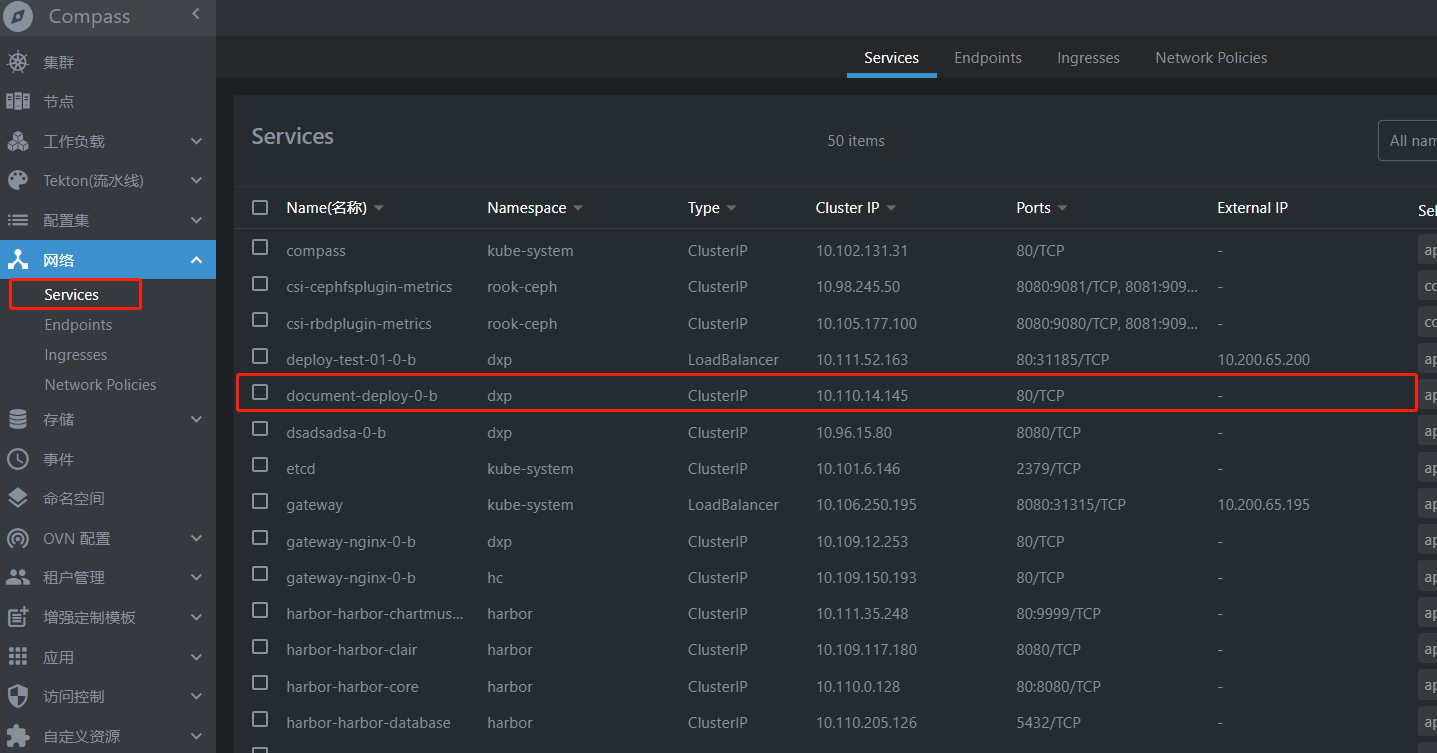 Compass
集群
节点
工作负载
Tekton(流水线)
配置集
网络
Services
Endpoints
Ingresses
Network Policies
存储
事件
命名空间
OVN 配置
租户管理
增强定制模板
应用
访问控制
自定义资源
Services Endpoints Ingresses Network Policies
Services 50 items All nam
Name(名称) Namespace Type Cluster IP Ports External IP Sel
compass kube-system ClusterIP 10.102.131.31 80/TCP - ap
csi-cephfsplugin-metrics rook-ceph ClusterIP 10.98.245.50 8080:9081/TCP, 8081:909... - co
csi-rbdplugin-metrics rook-ceph ClusterIP 10.105.177.100 8080:9080/TCP, 8081:909... - co
deploy-test-01-0-b dxp LoadBalancer 10.111.52.163 80:31185/TCP 10.200.65.200 ap
document-deploy-0-b dxp ClusterIP 10.110.14.145 80/TCP - ap
dsadsadsa-0-b dxp ClusterIP 10.96.15.80 8080/TCP - ap
etcd kube-system ClusterIP 10.101.6.146 2379/TCP - ap
gateway kube-system LoadBalancer 10.106.250.195 8080:31315/TCP 10.200.65.195 ap
gateway-nginx-0-b dxp ClusterIP 10.109.12.253 80/TCP - ap
gateway-nginx-0-b hc ClusterIP 10.109.150.193 80/TCP - ap
harbor-harbor-chartmus... harbor ClusterIP 10.111.35.248 80:9999/TCP - ap
harbor-harbor-clair harbor ClusterIP 10.109.117.180 8080/TCP - ap
harbor-harbor-core harbor ClusterIP 10.110.0.128 80:8080/TCP - ap
harbor-harbor-database harbor ClusterIP 10.110.205.126 5432/TCP - ap